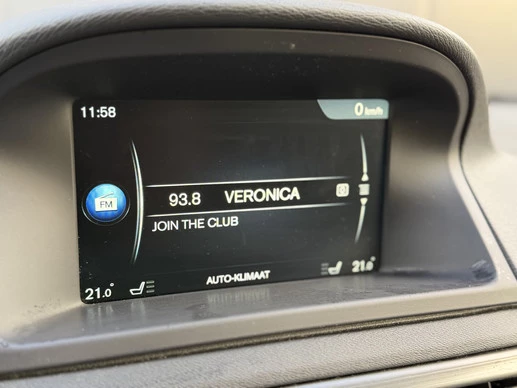 11:58
0 km/h
FM
93.8 VERONICA
JOIN THE CLUB
AUTO-KLIMAAT
21.0°
21.0°